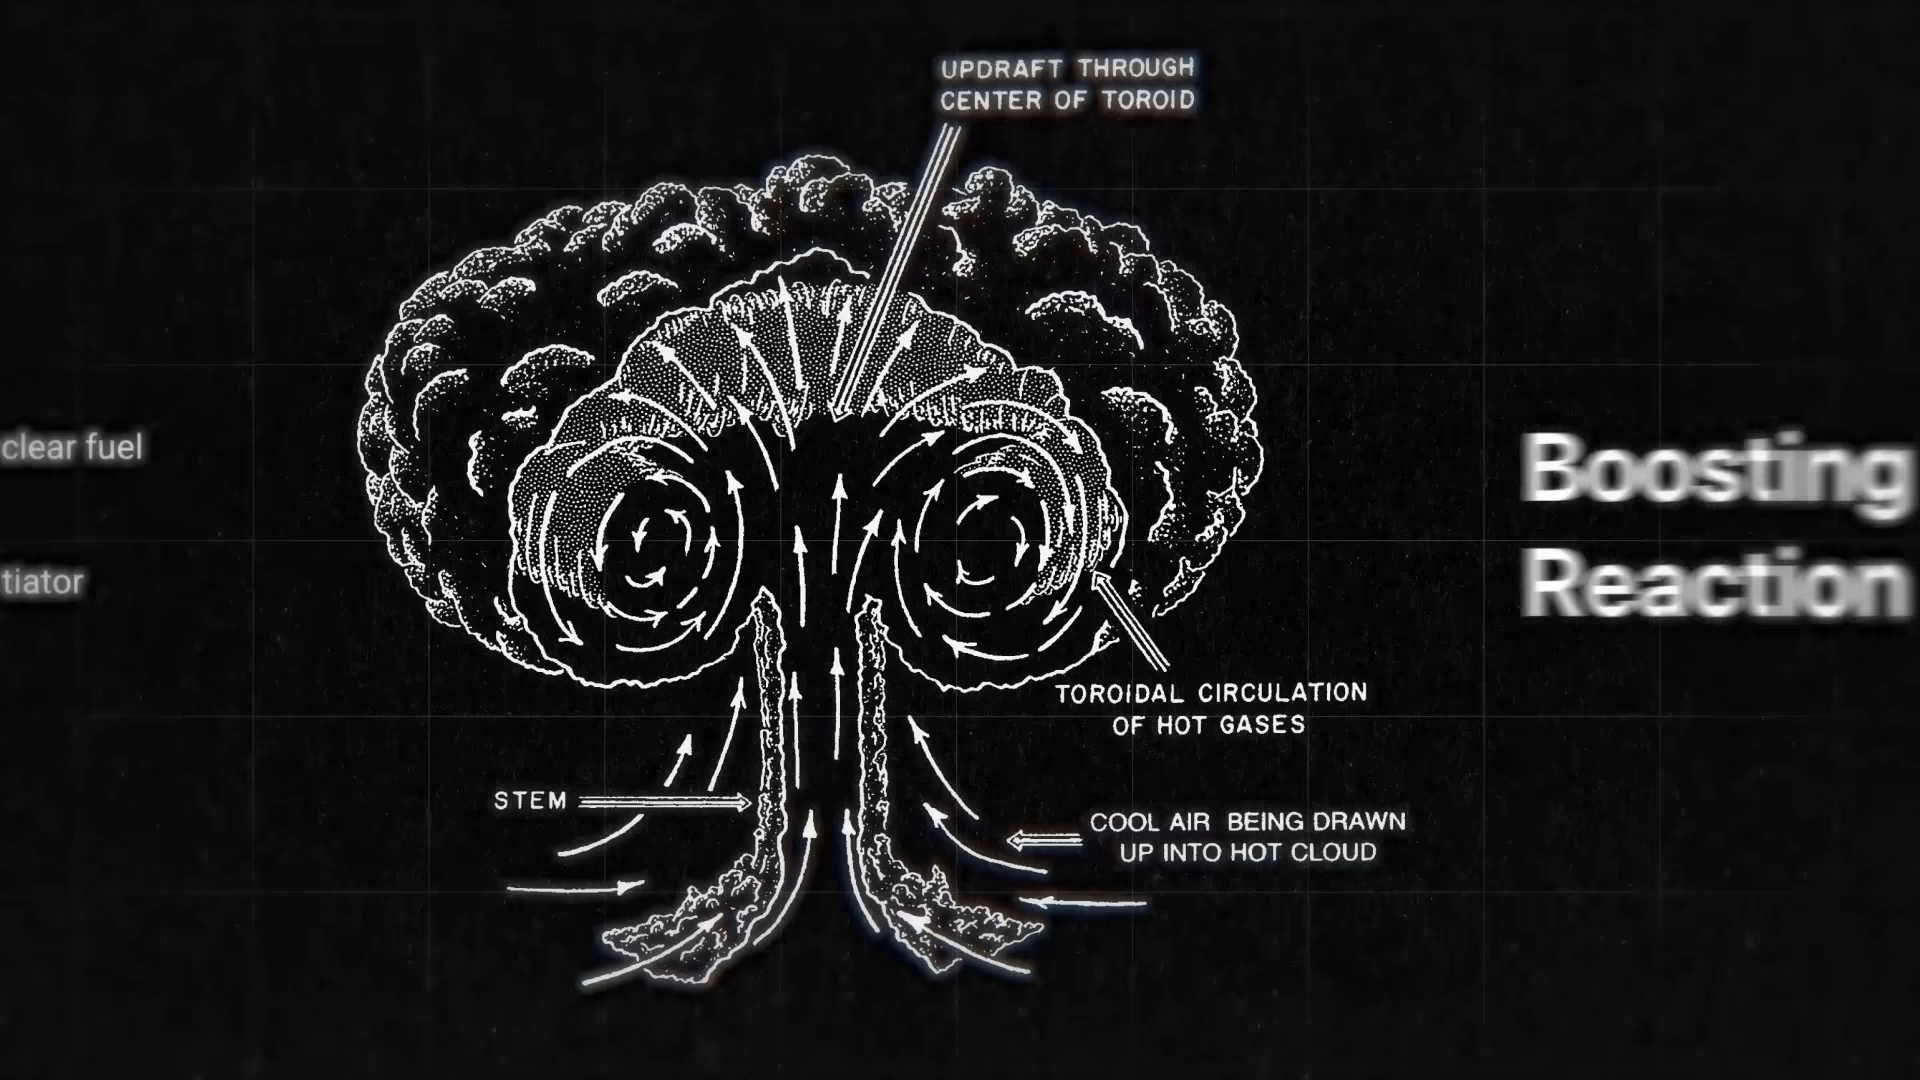 UPDRAFT THROUGH
CENTER OF TOROID
clear fuel
tiator
Boosting
Reaction
TOROIDAL CIRCULATION
OF HOT GASES
STEM
COOL AIR BEING DRAWN
UP INTO HOT CLOUD